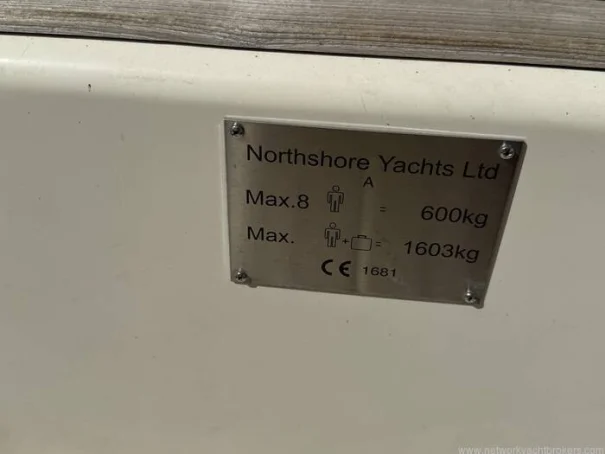 Northshore Yachts Ltd
A
Max.8 = 600kg
Max. + = 1603kg
CE 1681
www.networkyachtbrokers.com